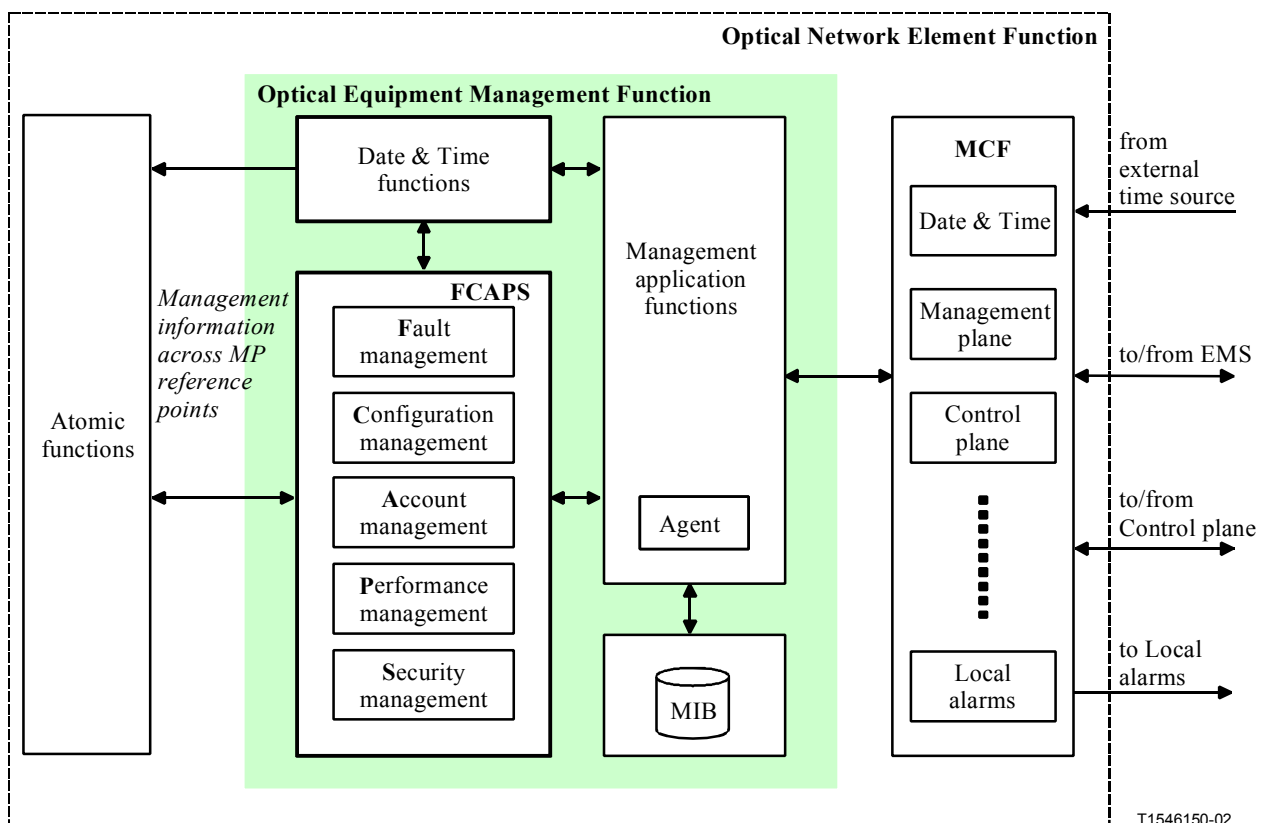 Optical Network Element Function
Optical Equipment Management Function
Atomic
functions
Management
information
across MP
reference
points
Date & Time
functions
FCAPS
Fault
management
Configuration
management
Account
management
Performance
management
Security
management
Management
application
functions
Agent
MIB
MCF
Date & Time
Management
plane
Control
plane
Local
alarms
from
external
time source
to/from EMS
to/from
Control plane
to Local
alarms
T1546150-02